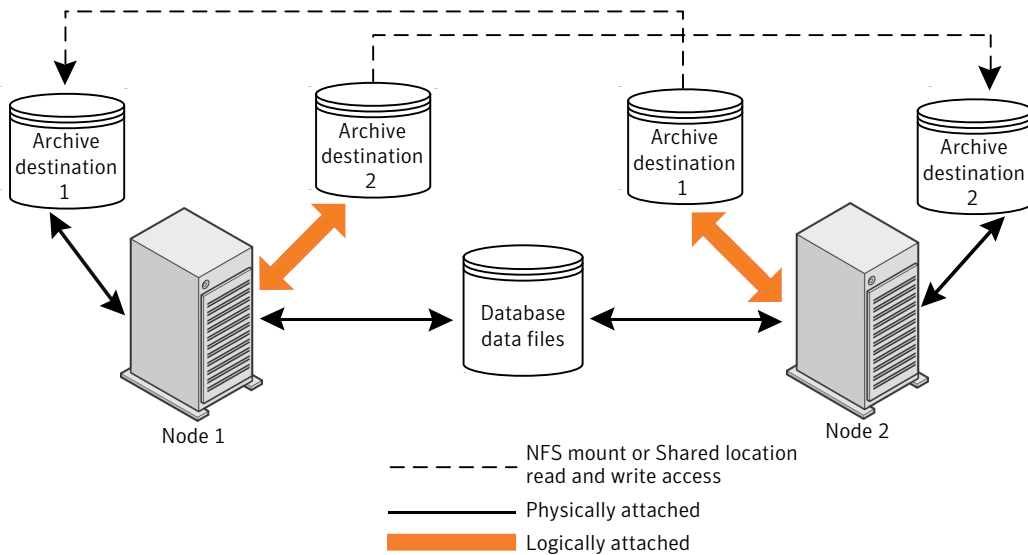 Archive
destination
1
Archive
destination
2
Archive
destination
1
Archive
destination
2
Database
data files
Node 1
Node 2
NFS mount or Shared location
read and write access
Physically attached
Logically attached